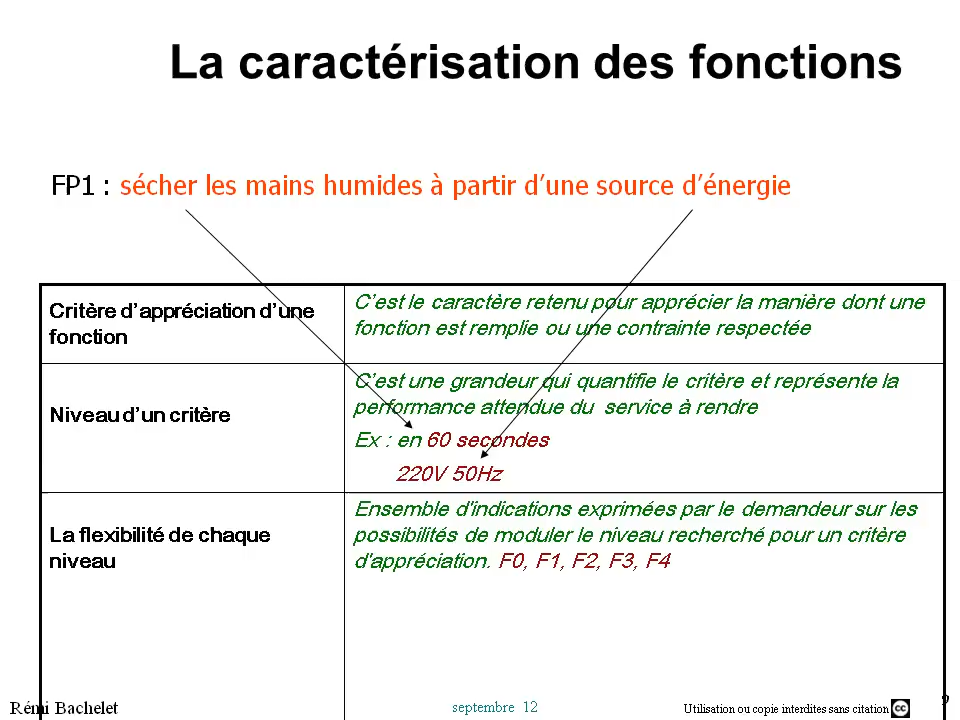 La caractérisation des fonctions
FP1 : sécher les mains humides à partir d’une source d’énergie
Critère d’appréciation d’une
fonction
C’est le caractère retenu pour apprécier la manière dont une
fonction est remplie ou une contrainte respectée
Niveau d’un critère
C’est une grandeur qui quantifie le critère et représente la
performance attendue du service à rendre
Ex : en 60 secondes
220V 50Hz
La flexibilité de chaque
niveau
Ensemble d'indications exprimées par le demandeur sur les
possibilités de moduler le niveau recherché pour un critère
d'appréciation. F0, F1, F2, F3, F4
Rémi Bachelet
septembre 12
Utilisation ou copie interdites sans citation
cc
9